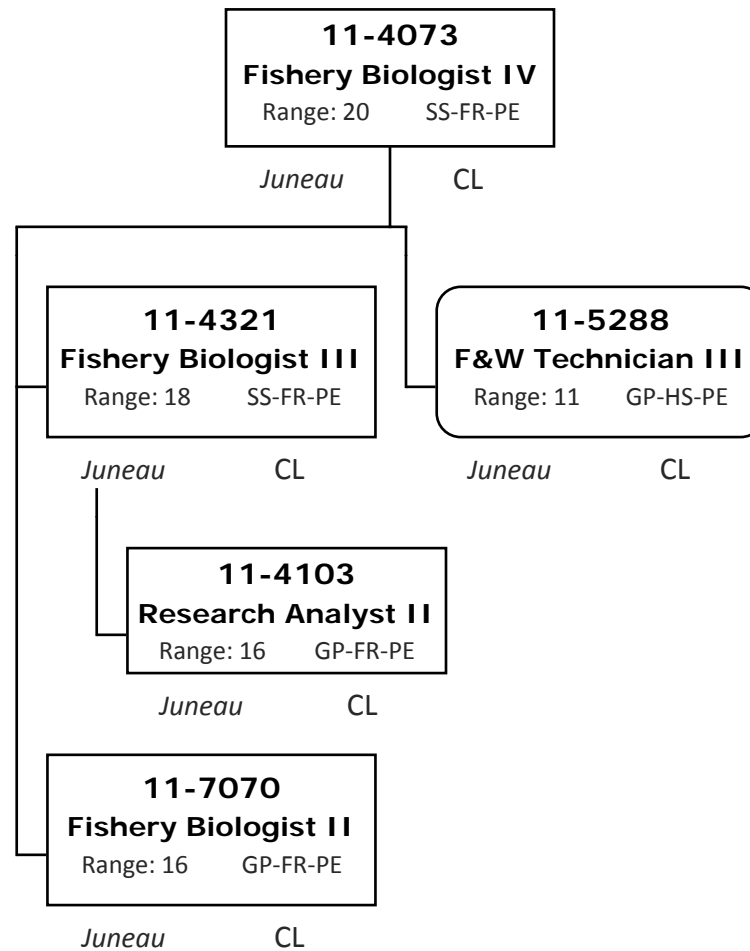 11-4073
Fishery Biologist IV
Range: 20 SS-FR-PE
Juneau CL
11-4321
Fishery Biologist III
Range: 18 SS-FR-PE
Juneau CL
11-5288
F&W Technician III
Range: 11 GP-HS-PE
Juneau CL
11-4103
Research Analyst II
Range: 16 GP-FR-PE
Juneau CL
11-7070
Fishery Biologist II
Range: 16 GP-FR-PE
Juneau CL